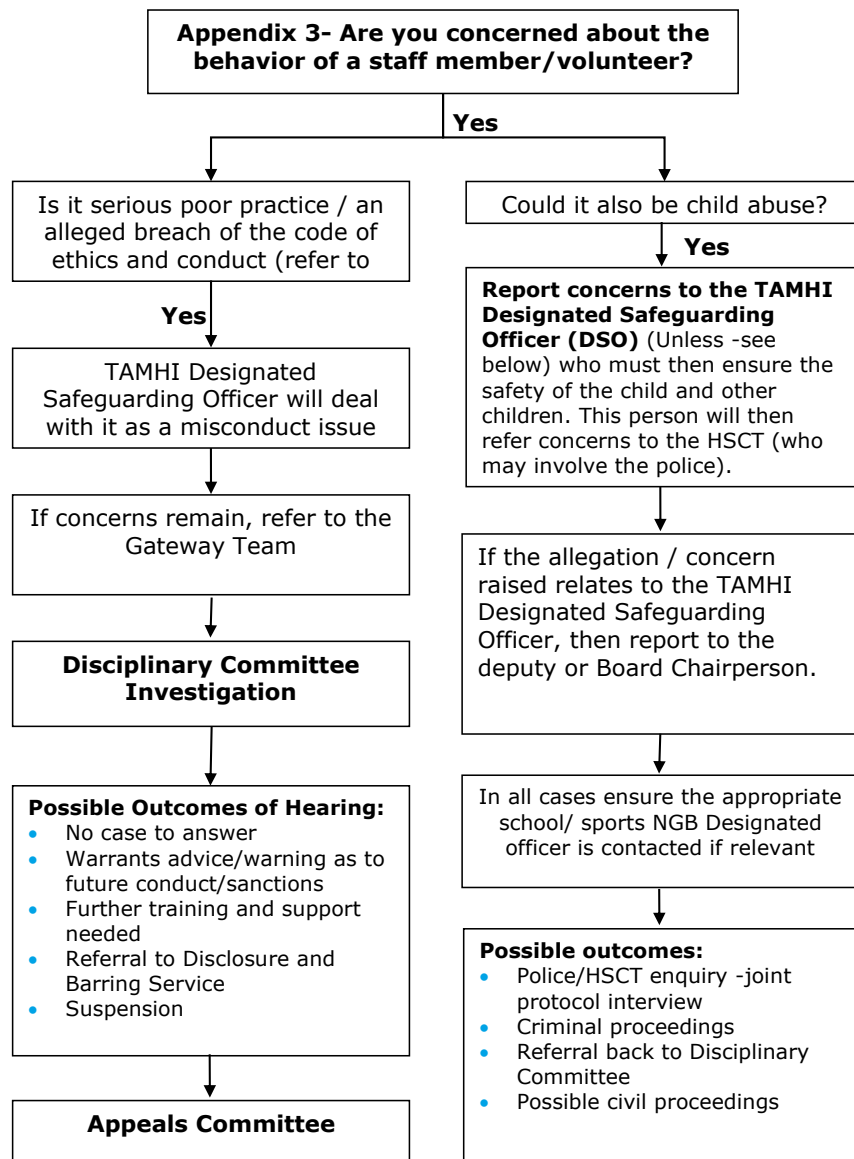 Appendix 3- Are you concerned about the
behavior of a staff member/volunteer?
Yes
Is it serious poor practice / an
alleged breach of the code of
ethics and conduct (refer to
Yes
TAMHI Designated
Safeguarding Officer will deal
with it as a misconduct issue
If concerns remain, refer to the
Gateway Team
Disciplinary Committee
Investigation
Possible Outcomes of Hearing:
• No case to answer
• Warrants advice/warning as to
future conduct/sanctions
• Further training and support
needed
• Referral to Disclosure and
Barring Service
• Suspension
Appeals Committee
Could it also be child abuse?
Yes
Report concerns to the TAMHI
Designated Safeguarding
Officer (DSO) (Unless -see
below) who must then ensure the
safety of the child and other
children. This person will then
refer concerns to the HSCT (who
may involve the police).
If the allegation / concern
raised relates to the TAMHI
Designated Safeguarding
Officer, then report to the
deputy or Board Chairperson.
In all cases ensure the appropriate
school/ sports NGB Designated
officer is contacted if relevant
Possible outcomes:
• Police/HSCT enquiry -joint
protocol interview
• Criminal proceedings
• Referral back to Disciplinary
Committee
• Possible civil proceedings